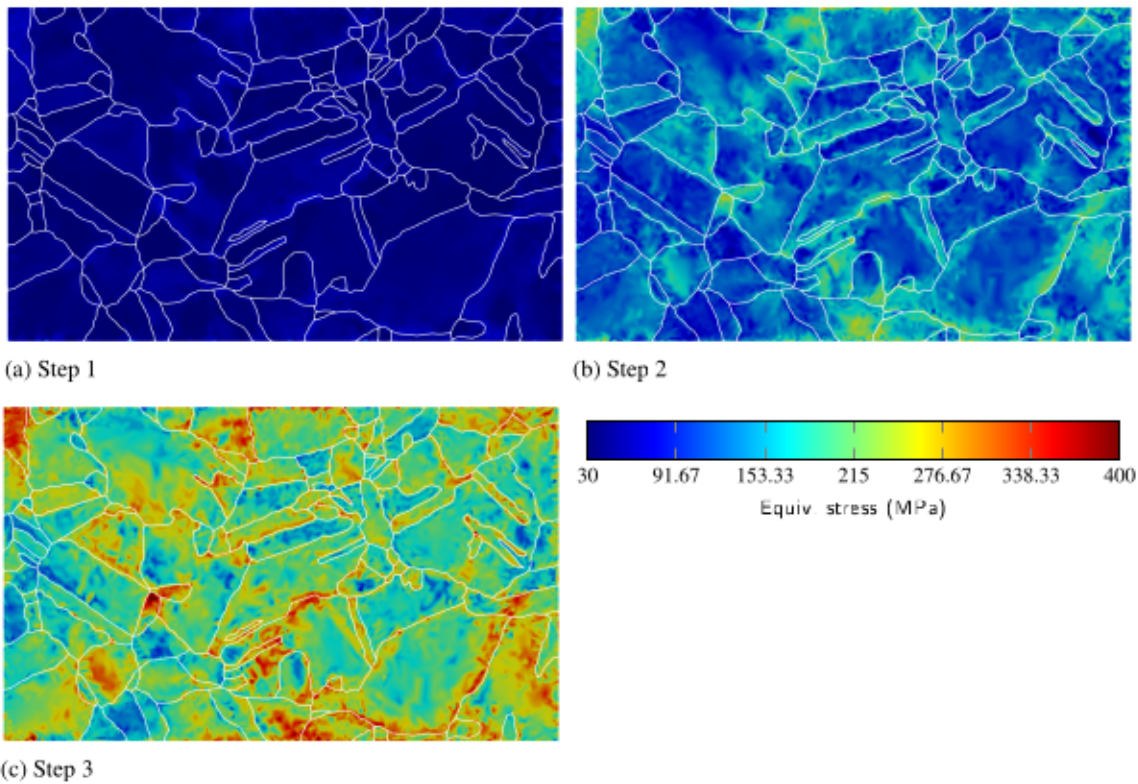 (a) Step 1
(b) Step 2
30 91.67 153.33 215 276.67 338.33 400
Equiv. stress (MPa)
(c) Step 3